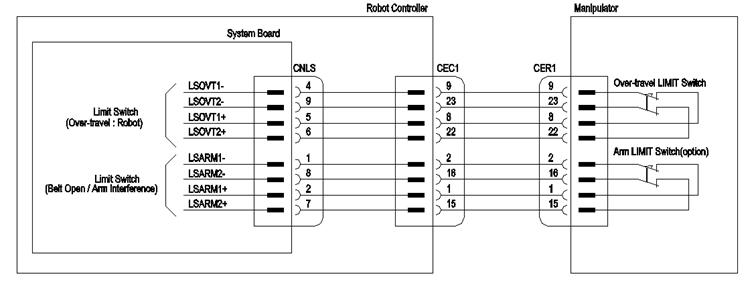 Robot Controller
Manipulator
System Board
CNLS
CEC1
CER1
LSOVT1- 4 9 9 Over-travel LIMIT Switch
LSOVT2- 9 23 23
Limit Switch
(Over-travel : Robot)
LSOVT1+ 5 8 8
LSOVT2+ 6 22 22
LSARM1- 1 2 2 Arm LIMIT Switch(option)
LSARM2- 8 16 16
Limit Switch
(Belt Open / Arm Interference)
LSARM1+ 2 1 1
LSARM2+ 7 15 15